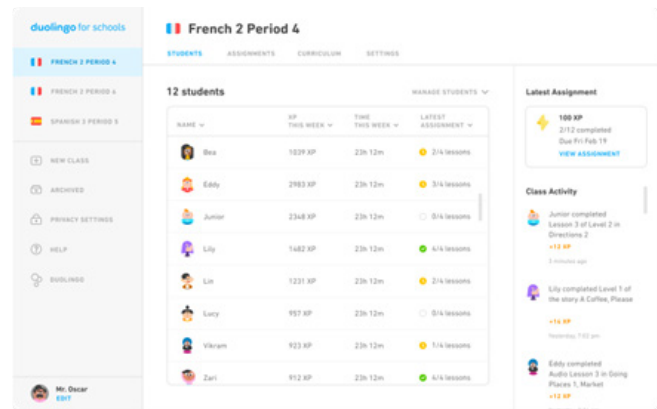 duolingo for schools
FRENCH 2 PERIOD 4
FRENCH 2 PERIOD 6
SPANISH 3 PERIOD 5
NEW CLASS
ARCHIVED
PRIVACY SETTINGS
HELP
DUOLINGO
Mr. Oscar
EDIT
French 2 Period 4
STUDENTS ASSIGNMENTS CURRICULUM SETTINGS
12 students MANAGE STUDENTS
NAME XP THIS WEEK TIME THIS WEEK LATEST ASSIGNMENT
Bea 1039 XP 23h 12m 2/4 lessons
Eddy 2983 XP 23h 12m 3/4 lessons
Junior 2348 XP 23h 12m 0/4 lessons
Lily 1482 XP 23h 12m 4/4 lessons
Lin 1231 XP 23h 12m 2/4 lessons
Lucy 957 XP 23h 12m 0/4 lessons
Vikram 923 XP 23h 12m 1/4 lessons
Zari 912 XP 23h 12m 4/4 lessons
Latest Assignment
100 XP
2/12 completed
Due Fri Feb 19
VIEW ASSIGNMENT
Class Activity
Junior completed
Lesson 3 of Level 2 in
Directions 2
+12 XP
3 minutes ago
Lily completed Level 1 of
the story A Coffee, Please
+14 XP
Yesterday, 7:02 pm
Eddy completed
Audio Lesson 3 in Going
Places 1, Market
+12 XP